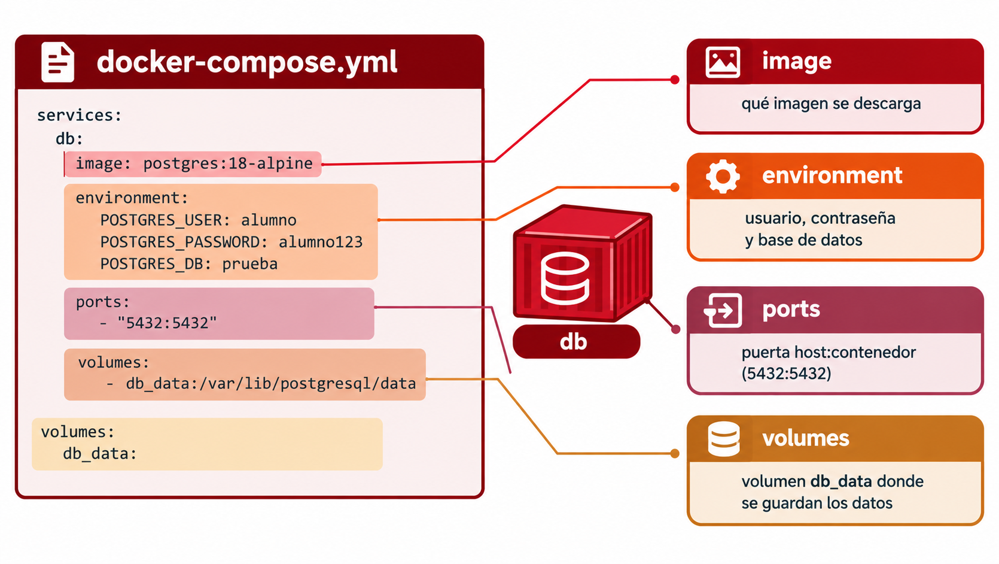 docker-compose.yml
services:
db:
image: postgres:18-alpine
environment:
POSTGRES_USER: alumno
POSTGRES_PASSWORD: alumno123
POSTGRES_DB: prueba
ports:
- "5432:5432"
volumes:
- db_data:/var/lib/postgresql/data
volumes:
db_data:
db
image
qué imagen se descarga
environment
usuario, contraseña
y base de datos
ports
puerta host:contenedor
(5432:5432)
volumes
volumen db_data donde
se guardan los datos